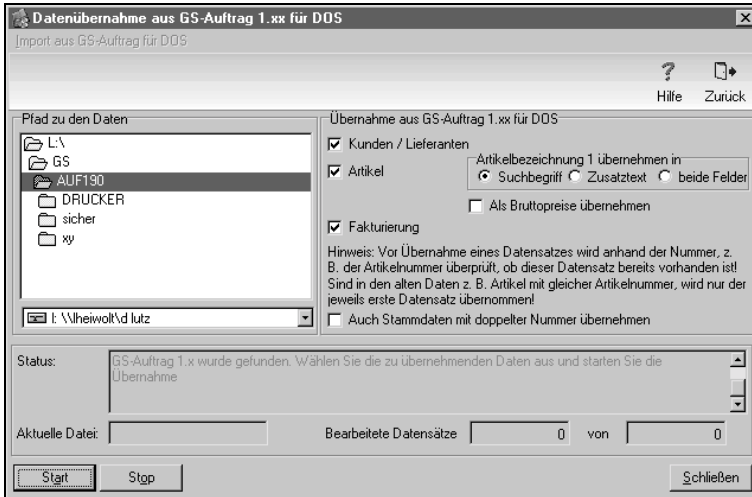 Datenübernahme aus GS-Auftrag 1.xx für DOS
Import aus GS-Auftrag für DOS
Hilfe
Zurück
Pfad zu den Daten
L:\
GS
AUF190
DRUCKER
sicher
xy
l: \\lheiwolt\d lutz
Übernahme aus GS-Auftrag 1.xx für DOS
Kunden / Lieferanten
Artikel
Artikelbezeichnung 1 übernehmen in
Suchbegriff
Zusatztext
beide Felder
Als Bruttopreise übernehmen
Fakturierung
Hinweis: Vor Übernahme eines Datensatzes wird anhand der Nummer, z.
B. der Artikelnummer überprüft, ob dieser Datensatz bereits vorhanden ist!
Sind in den alten Daten z. B. Artikel mit gleicher Artikelnummer, wird nur der
jeweils erste Datensatz übernommen!
Auch Stammdaten mit doppelter Nummer übernehmen
Status:
GS-Auftrag 1.x wurde gefunden. Wählen Sie die zu übernehmenden Daten aus und starten Sie die
Übernahme
Aktuelle Datei:
Bearbeitete Datensätze
0
von
0
Start
Stop
Schließen